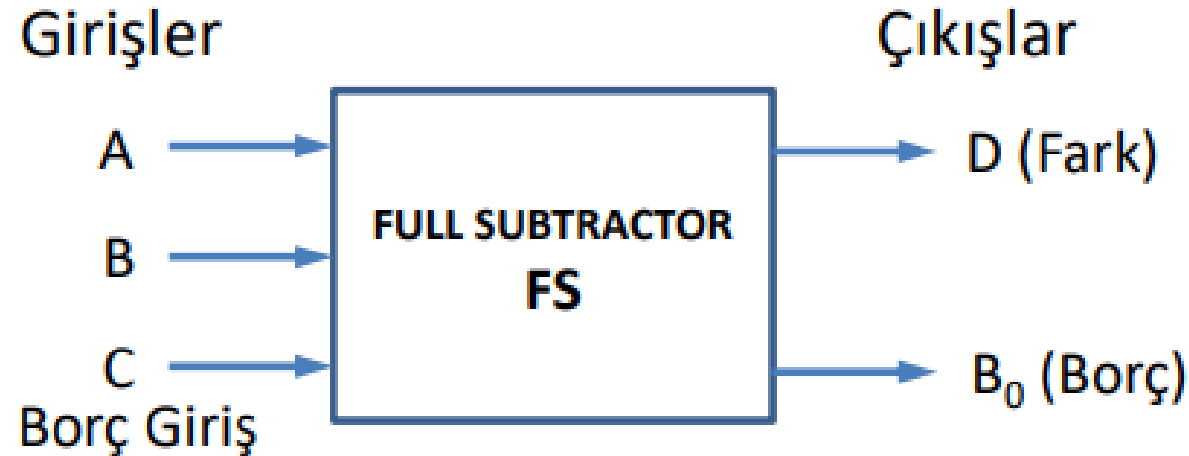 Girişler
Çıkışlar
A
D (Fark)
FULL SUBTRACTOR
B
FS
C
B₀ (Borç)
Borç Giriş